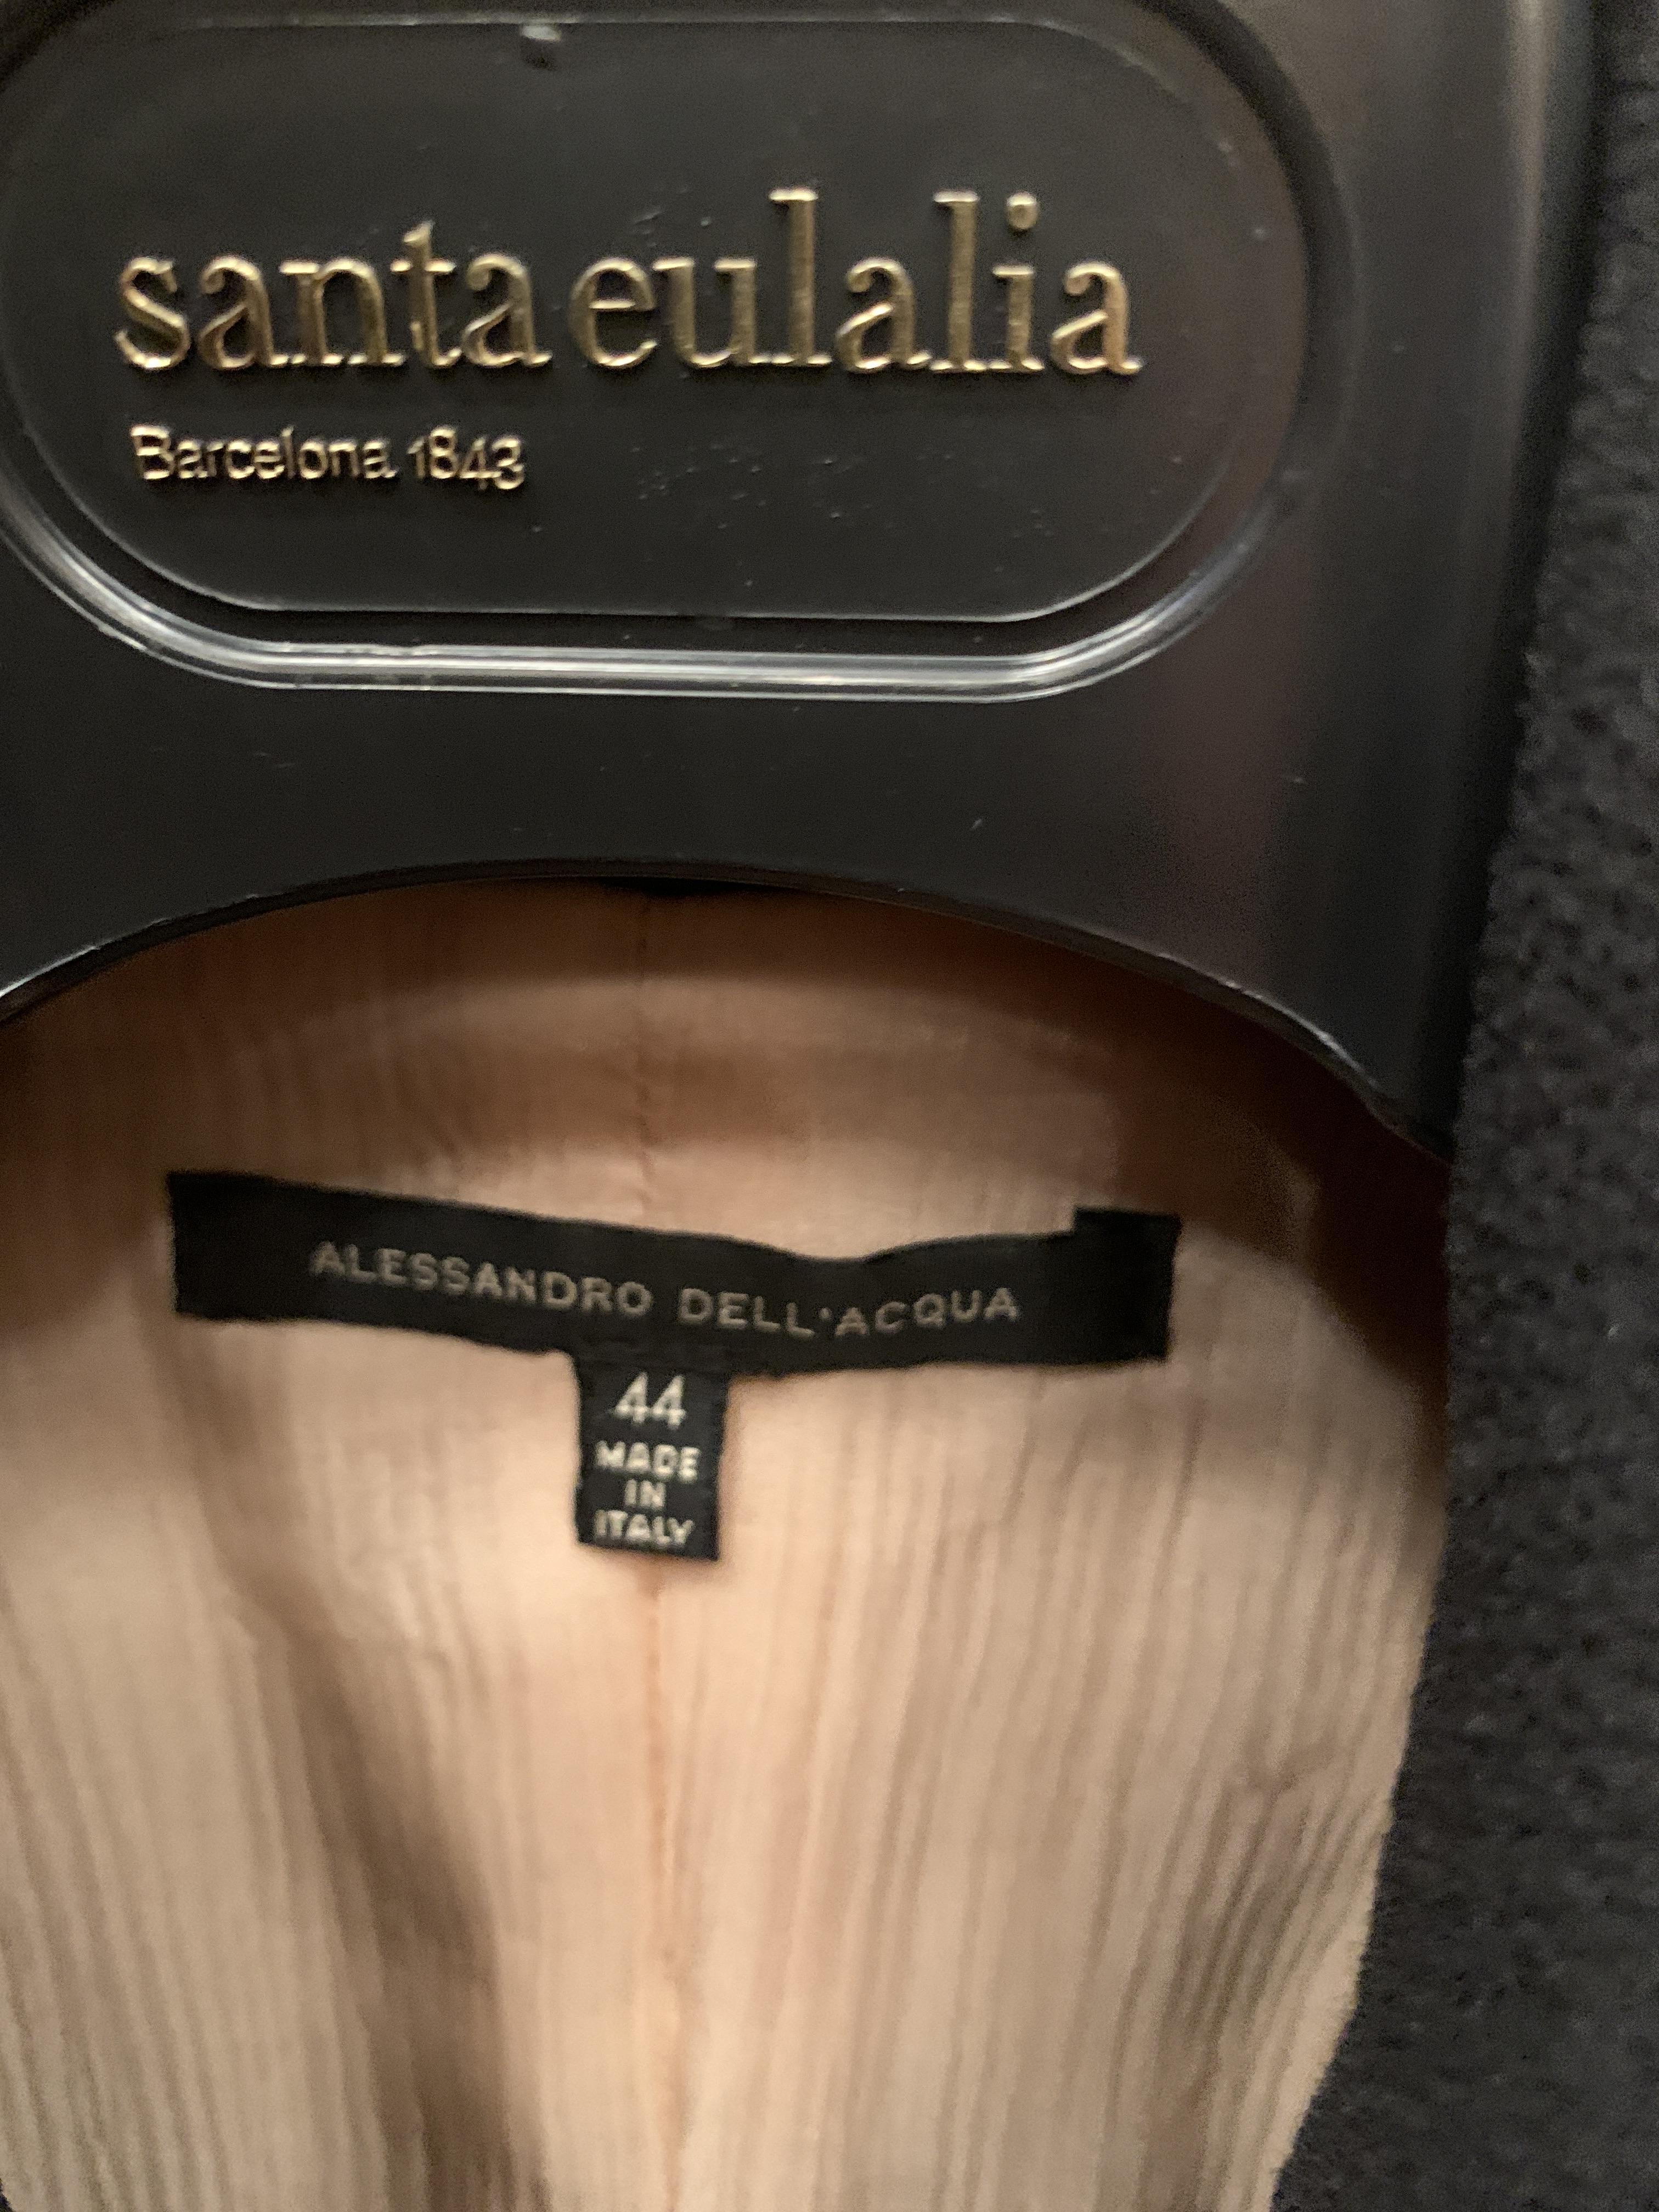 santa eulalia
Barcelona 1843
ALESSANDRO DELL'ACQUA
44
MADE
IN
ITALY